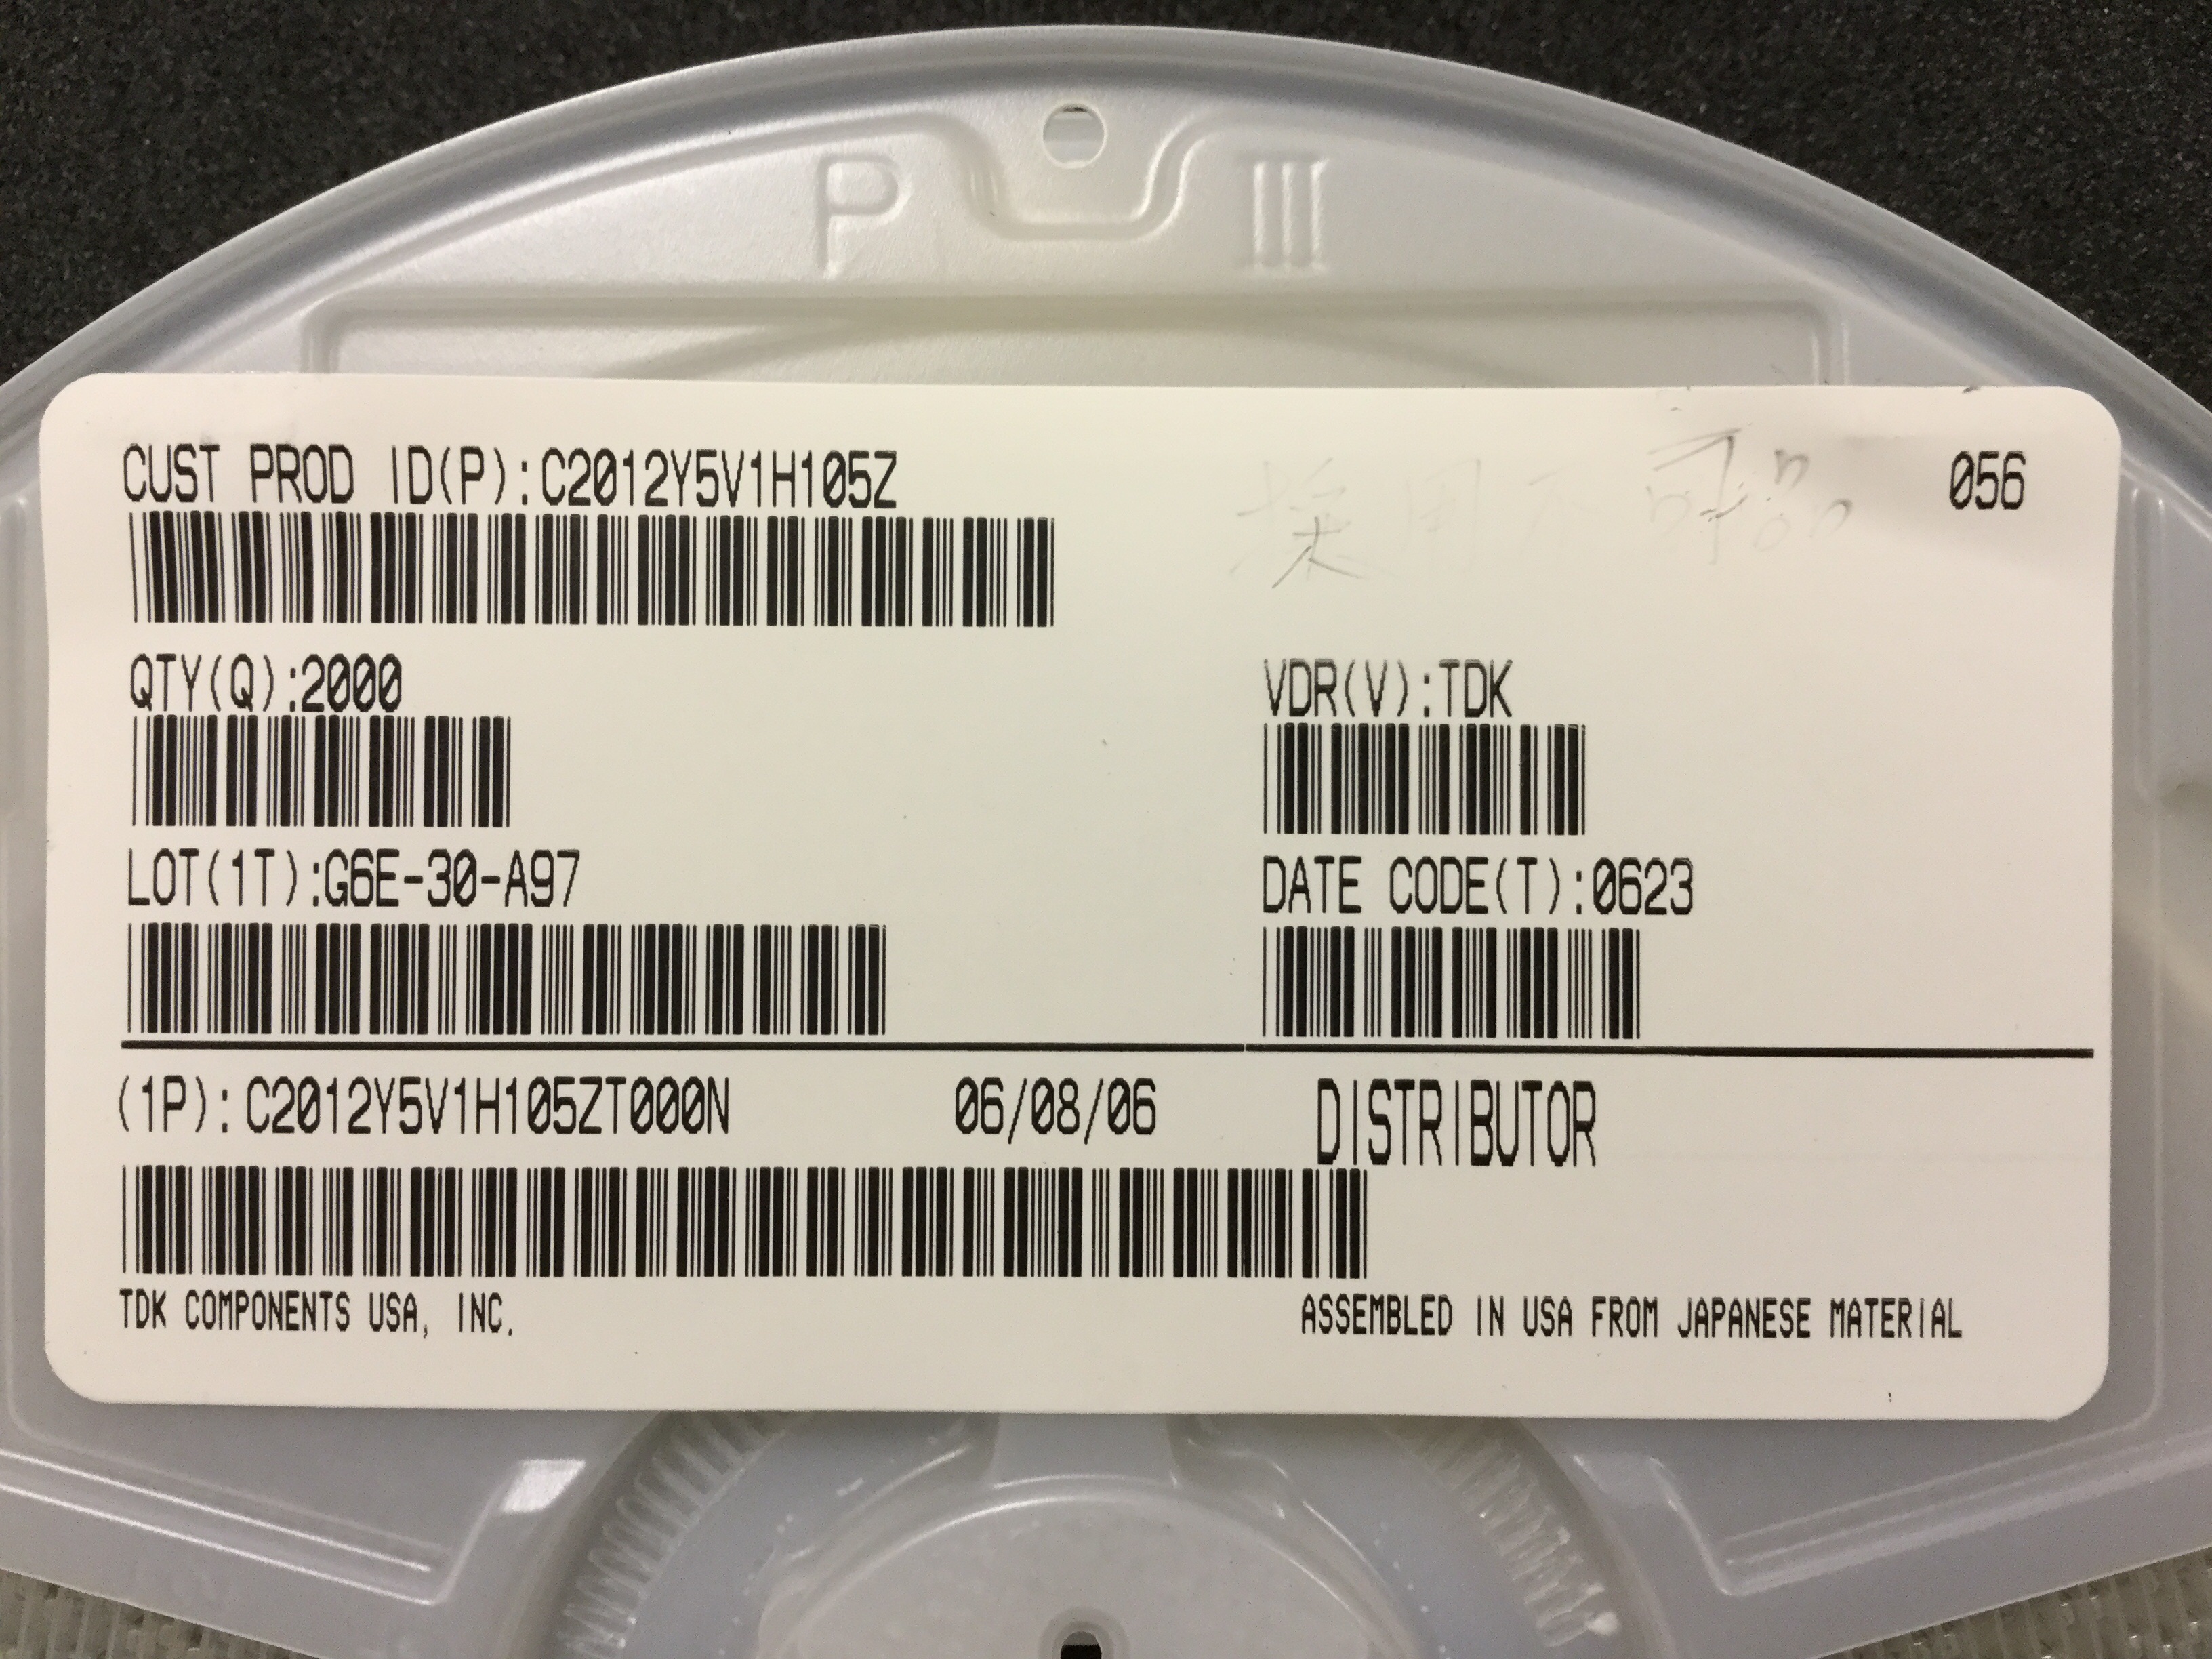 P III
CUST PROD ID(P):C2012Y5V1H105Z
056
QTY(Q):2000
VDR(V):TDK
LOT(1T):G6E-30-A97
DATE CODE(T):0623
(1P):C2012Y5V1H105ZT000N 06/08/06 DISTRIBUTOR
TDK COMPONENTS USA, INC. ASSEMBLED IN USA FROM JAPANESE MATERIAL